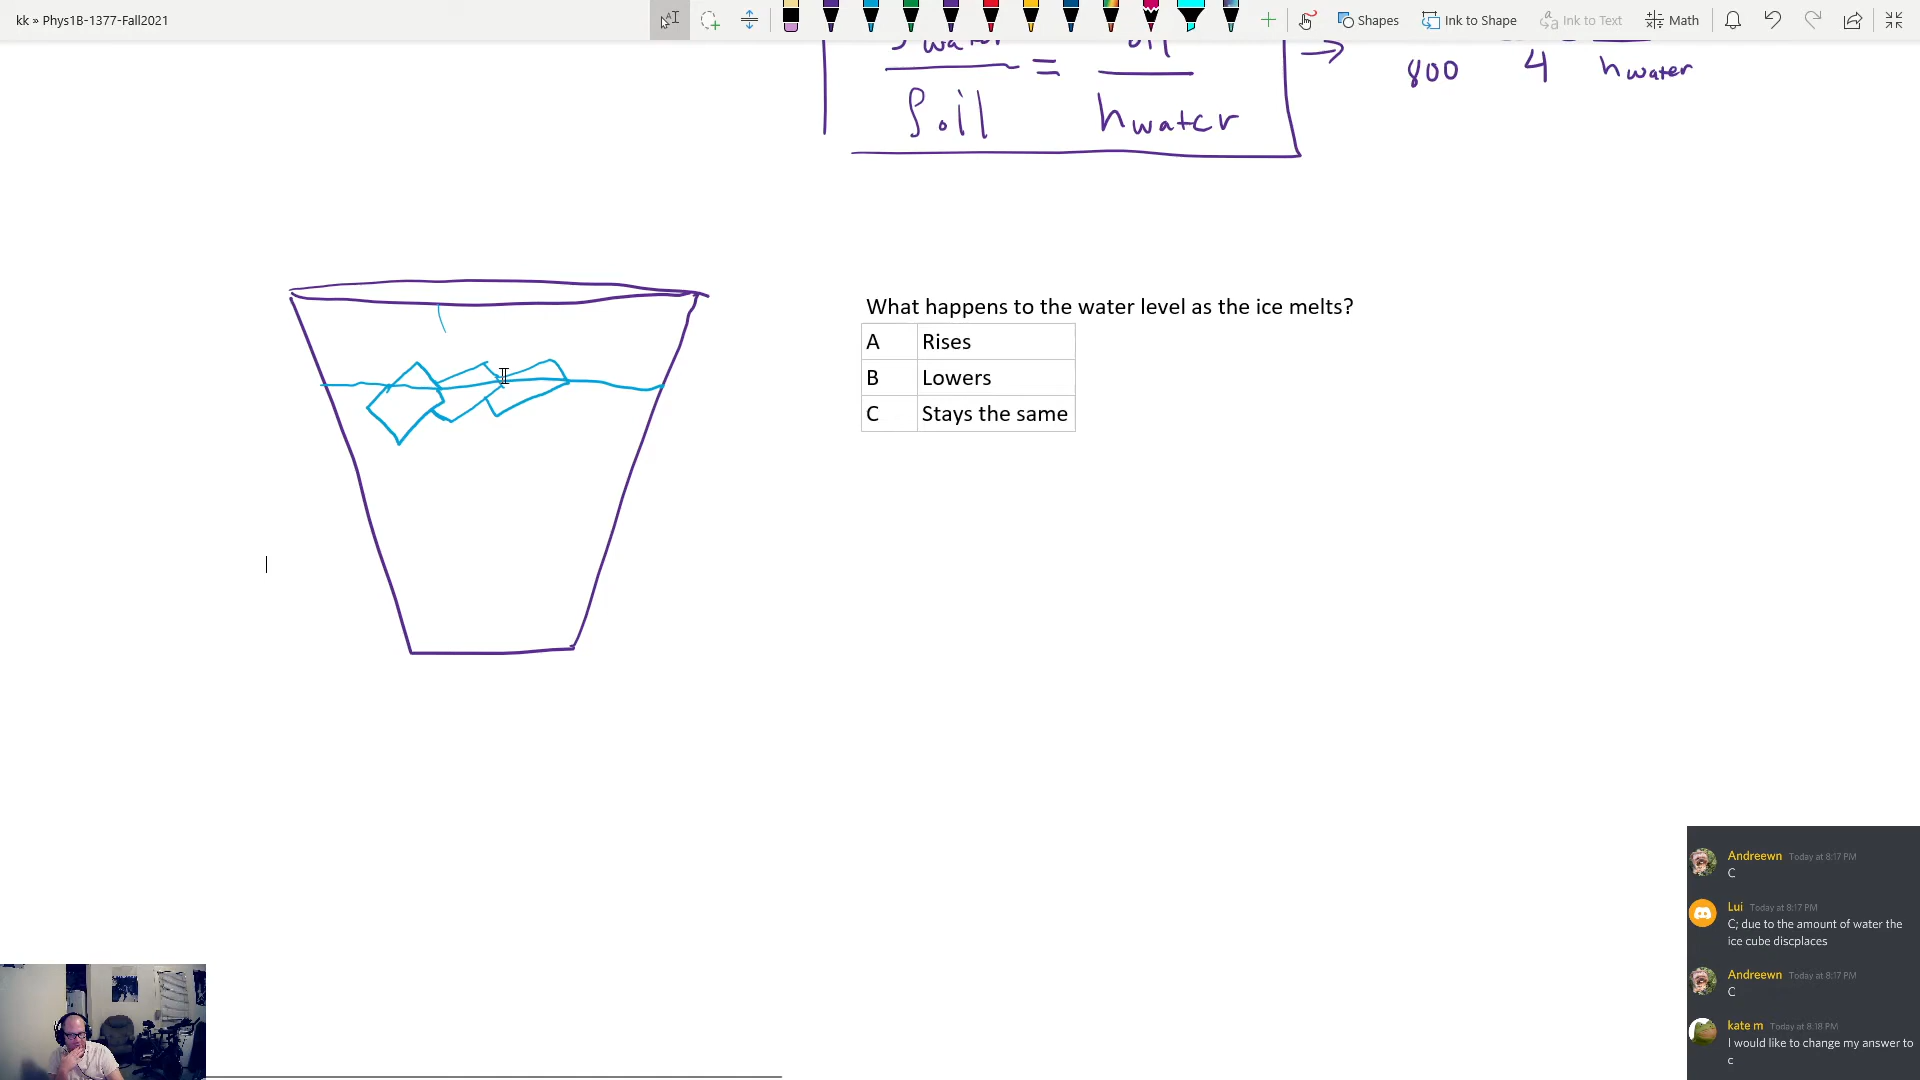 kk » Phys1B-1377-Fall2021
Shapes
Ink to Shape
Ink to Text
Math
ρwater
oil
ρoil
=
hwater
→
800
4
hwater
What happens to the water level as the ice melts?
A Rises
B Lowers
C Stays the same
Andreewn Today at 8:17 PM
C
Lui Today at 8:17 PM
C; due to the amount of water the
ice cube discplaces
Andreewn Today at 8:17 PM
C
kate m Today at 8:18 PM
I would like to change my answer to
c